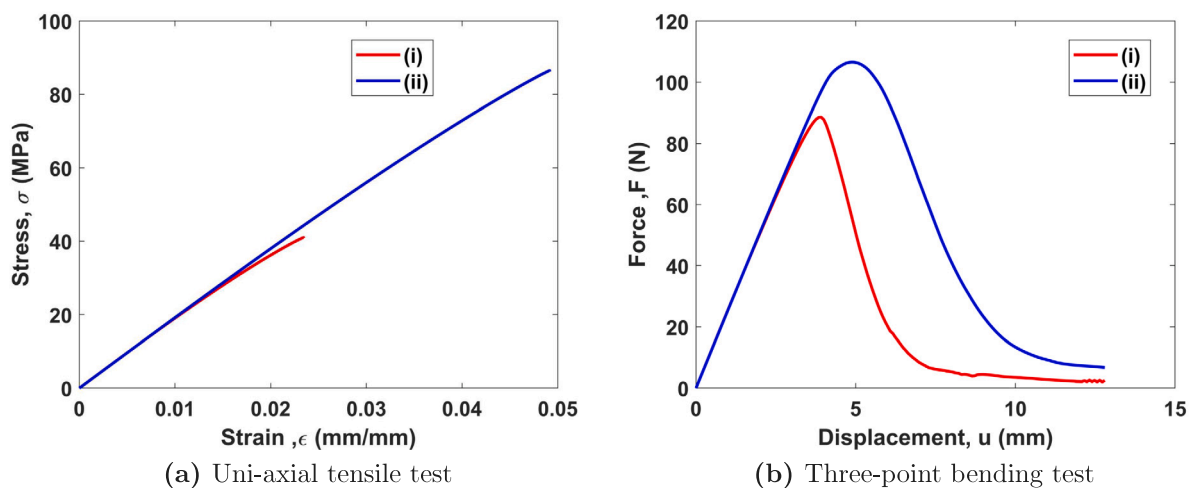 100
80
60
40
20
0
Stress, σ (MPa)
(i)
(ii)
0 0.01 0.02 0.03 0.04 0.05
Strain ,ϵ (mm/mm)
(a) Uni-axial tensile test
120
100
80
60
40
20
0
Force ,F (N)
(i)
(ii)
0 5 10 15
Displacement, u (mm)
(b) Three-point bending test